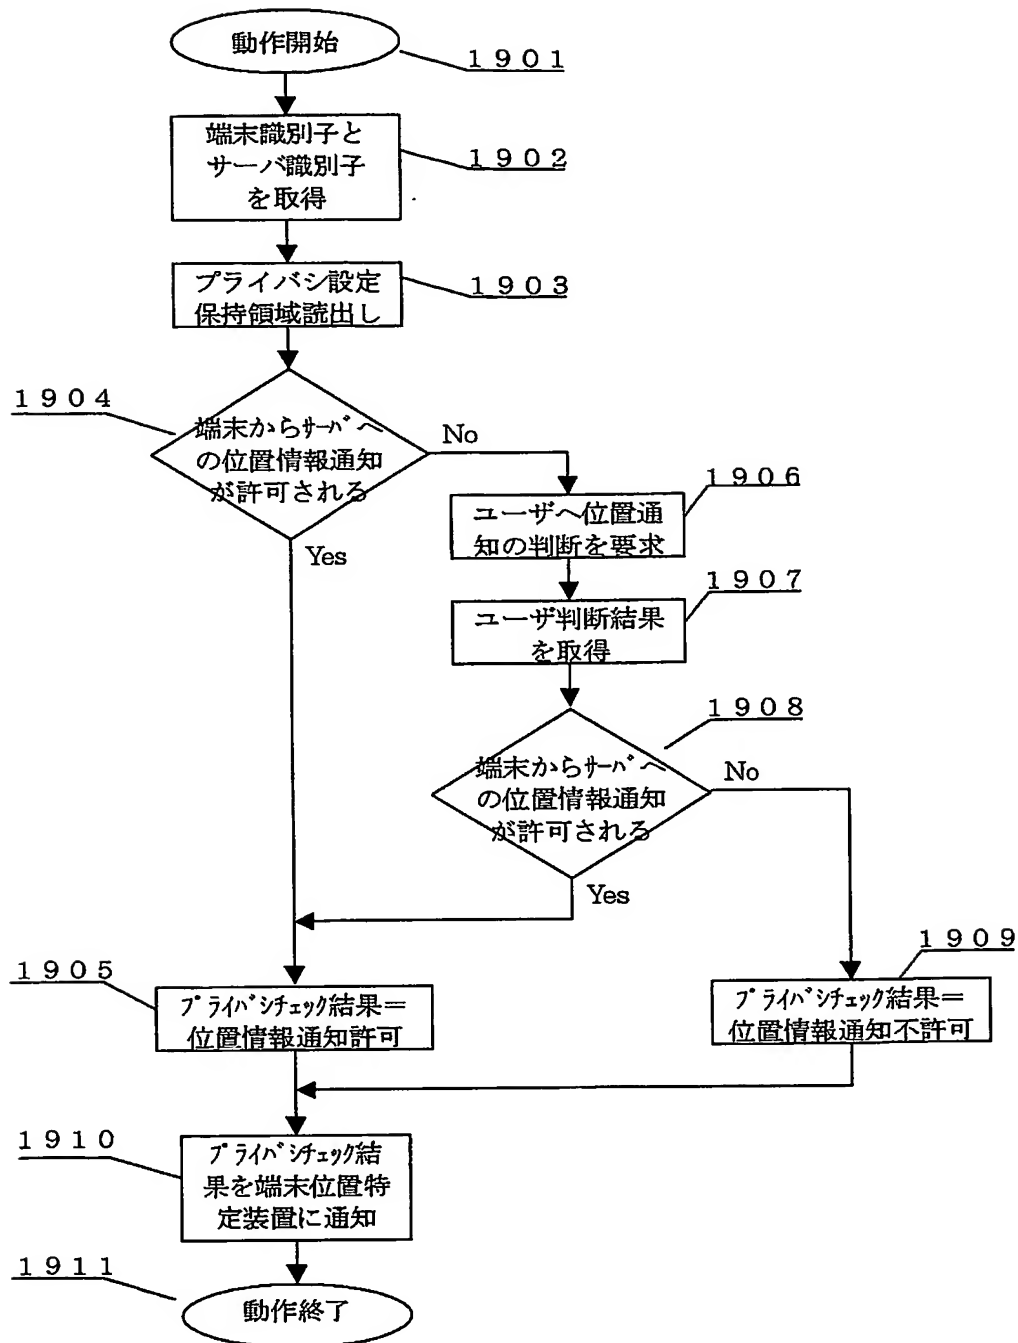 動作開始
１９０１
端末識別子と
サーバ識別子
を取得
１９０２
プライバシ設定
保持領域読出し
１９０３
１９０４
端末からｻｰﾊﾞへ
の位置情報通知
が許可される
No
Yes
１９０６
ユーザへ位置通
知の判断を要求
１９０７
ユーザ判断結果
を取得
１９０８
端末からｻｰﾊﾞへ
の位置情報通知
が許可される
No
Yes
１９０５
ﾌﾟﾗｲﾊﾞｼﾁｪｯｸ結果＝
位置情報通知許可
１９０９
ﾌﾟﾗｲﾊﾞｼﾁｪｯｸ結果＝
位置情報通知不許可
１９１０
ﾌﾟﾗｲﾊﾞｼﾁｪｯｸ結
果を端末位置特
定装置に通知
１９１１
動作終了